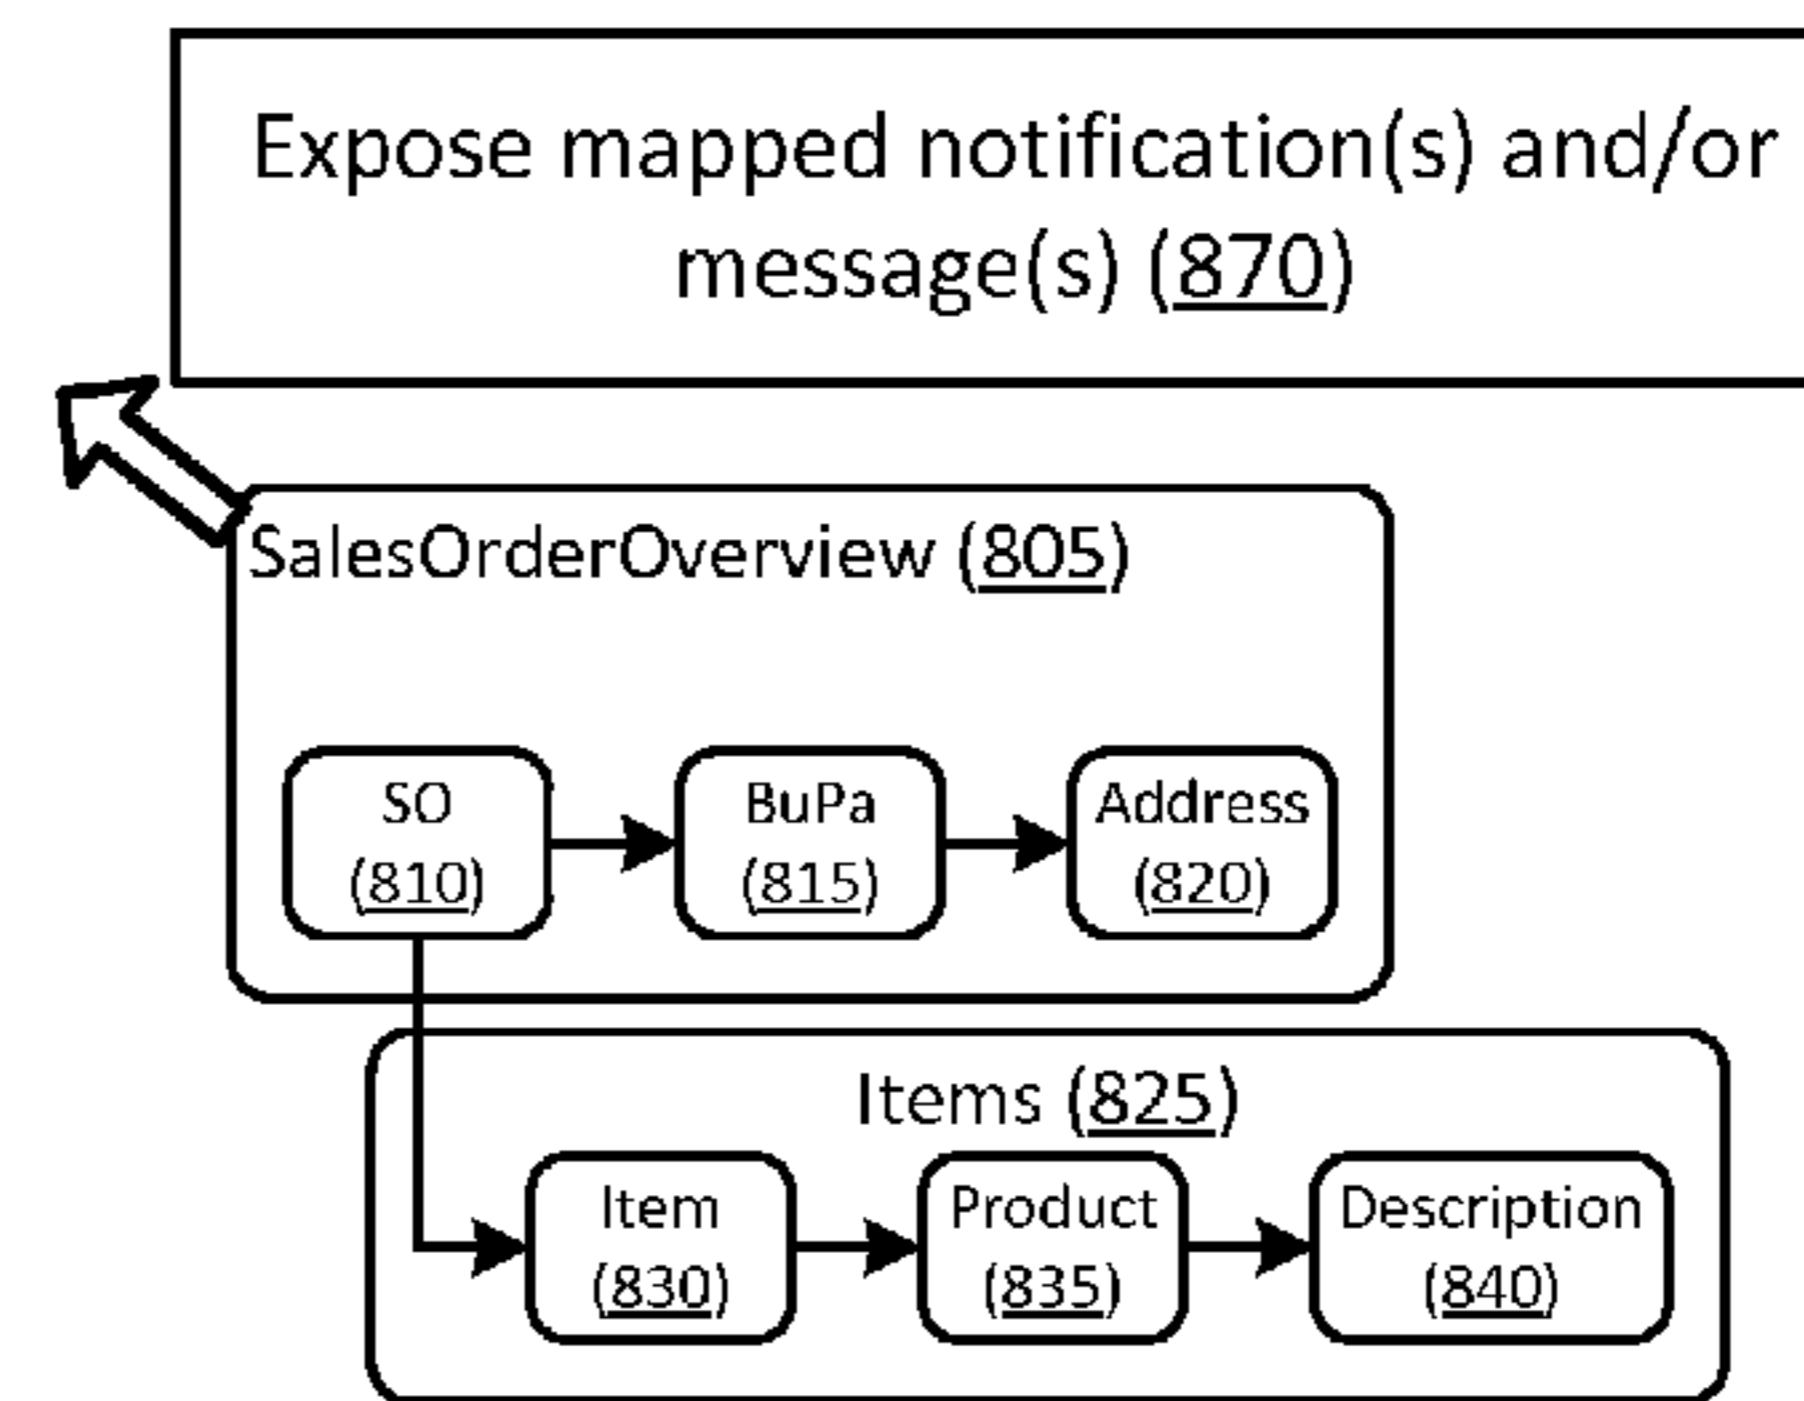 Expose mapped notification(s) and/or
message(s) (870)
SalesOrderOverview (805)
SO
(810)
BuPa
(815)
Address
(820)
Items (825)
Item
(830)
Product
(835)
Description
(840)